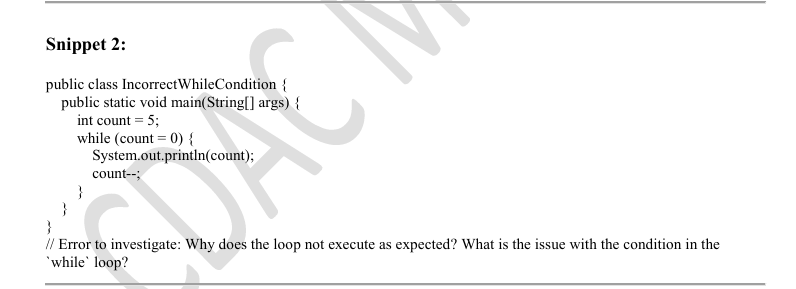 Snippet 2:
public class IncorrectWhileCondition {
public static void main(String[] args) {
int count = 5;
while (count = 0) {
System.out.println(count);
count--;
}
}
}
// Error to investigate: Why does the loop not execute as expected? What is the issue with the condition in the
`while` loop?
CDAC M